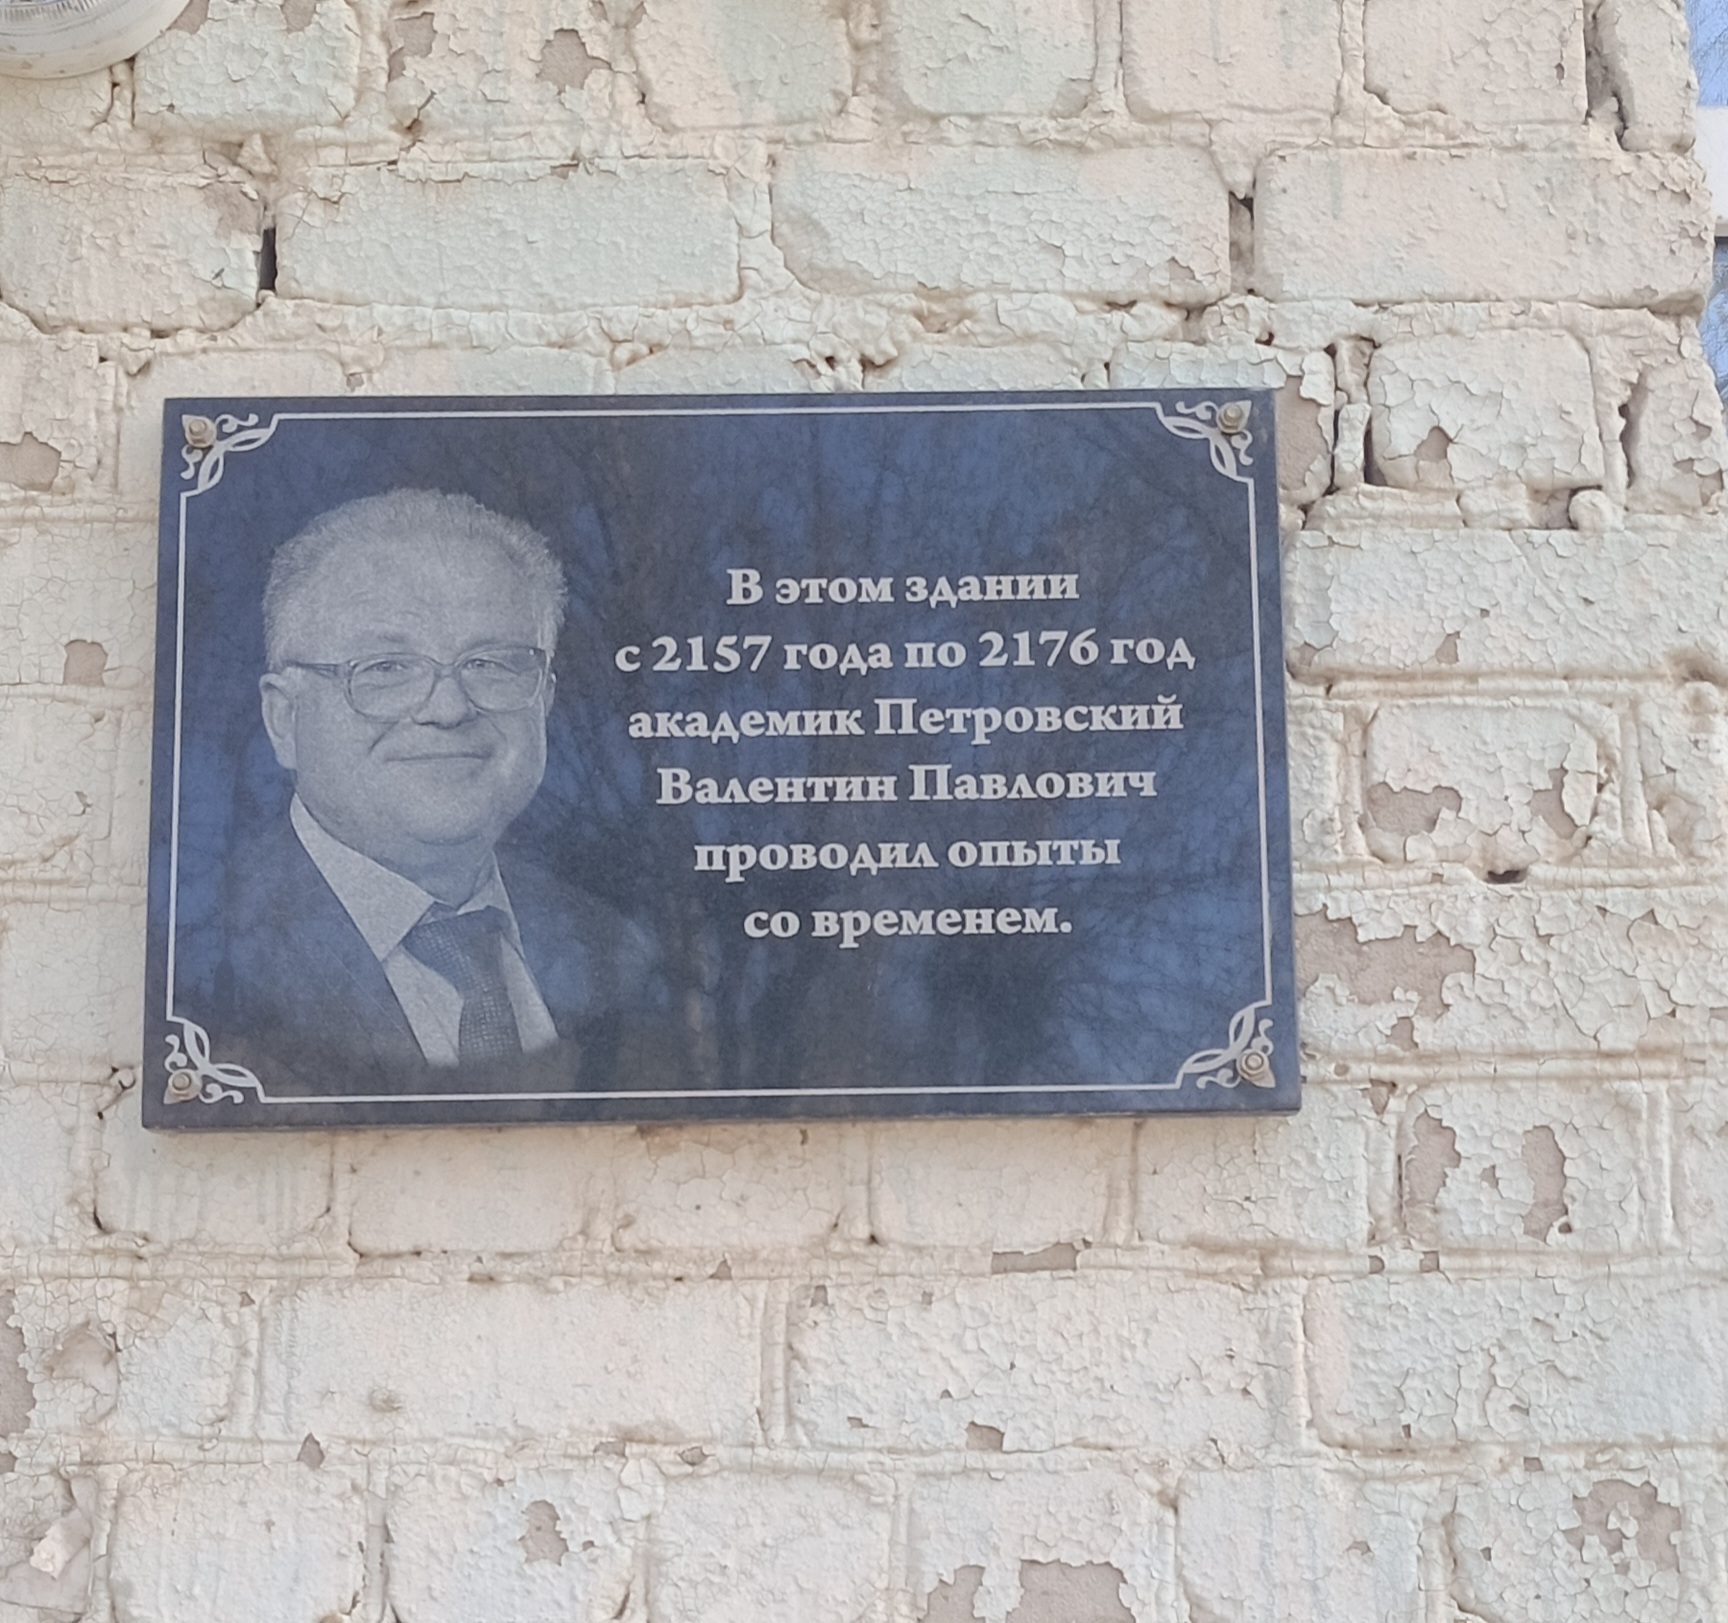 В этом здании
с 2157 года по 2176 год
академик Петровский
Валентин Павлович
проводил опыты
со временем.